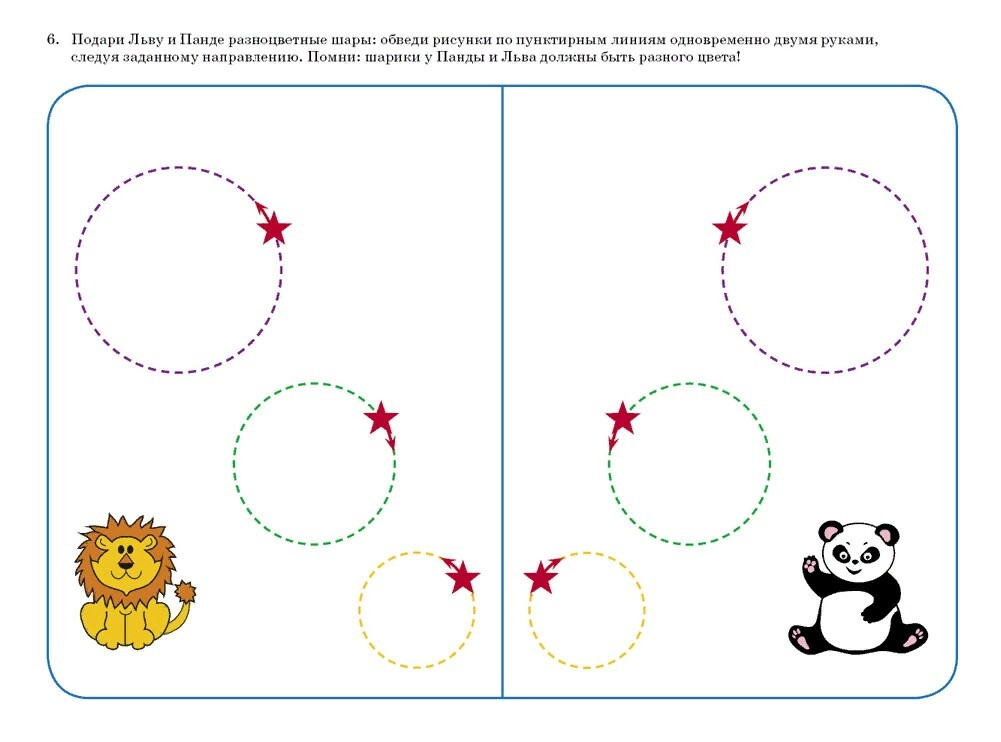 6. Подари Льву и Панде разноцветные шары: обведи рисунки по пунктирным линиям одновременно двумя руками,
следуя заданному направлению. Помни: шарики у Панды и Льва должны быть разного цвета!